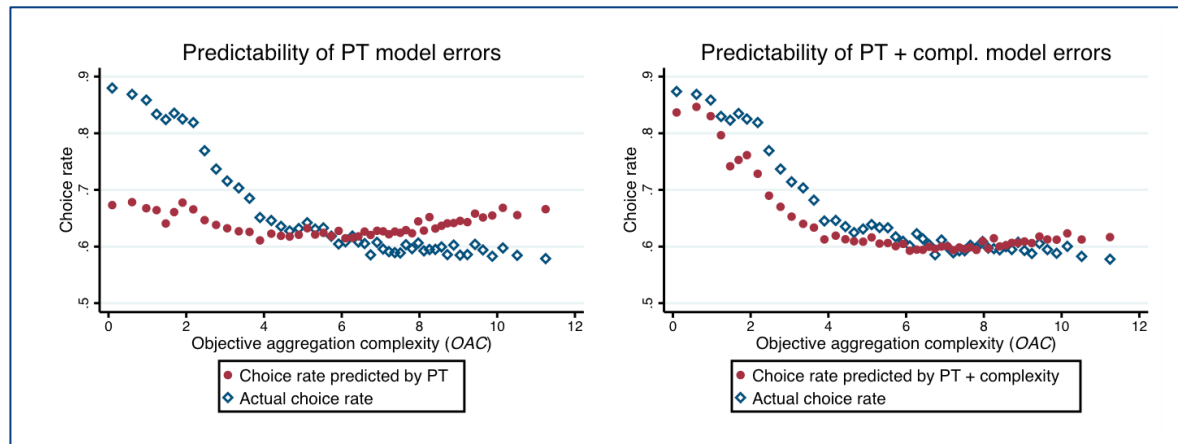 Predictability of PT model errors
Choice rate
.9
.8
.7
.6
.5
0 2 4 6 8 10 12
Objective aggregation complexity (OAC)
Choice rate predicted by PT
Actual choice rate
Predictability of PT + compl. model errors
Choice rate
.9
.8
.7
.6
.5
0 2 4 6 8 10 12
Objective aggregation complexity (OAC)
Choice rate predicted by PT + complexity
Actual choice rate